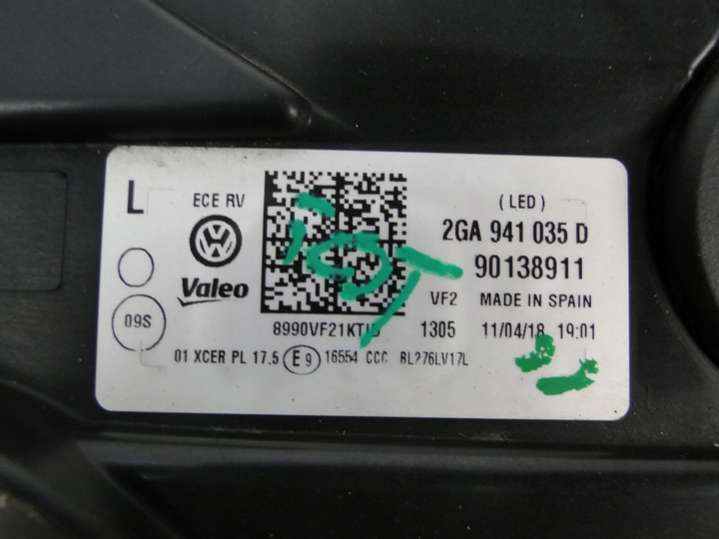 L
ECE RV
(LED)
2GA 941 035 D
90138911
Valeo
VF2 MADE IN SPAIN
09S
1305 11/04/18 19:01
01 XCER PL 17.5 E9 16554 CCC RL276LV17L